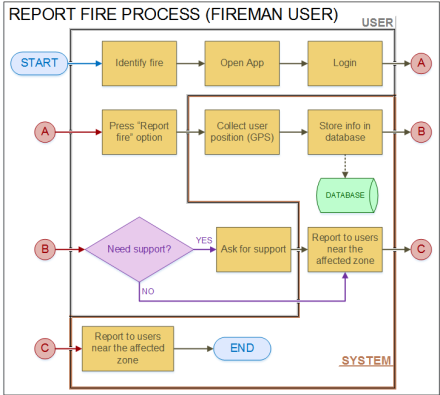 REPORT FIRE PROCESS (FIREMAN USER)
USER
START
Identify fire
Open App
Login
A
A
Press "Report
fire" option
Collect user
position (GPS)
Store info in
database
B
DATABASE
B
Need support?
YES
Ask for support
Report to users
near the
affected zone
C
NO
C
Report to users
near the affected
zone
END
SYSTEM